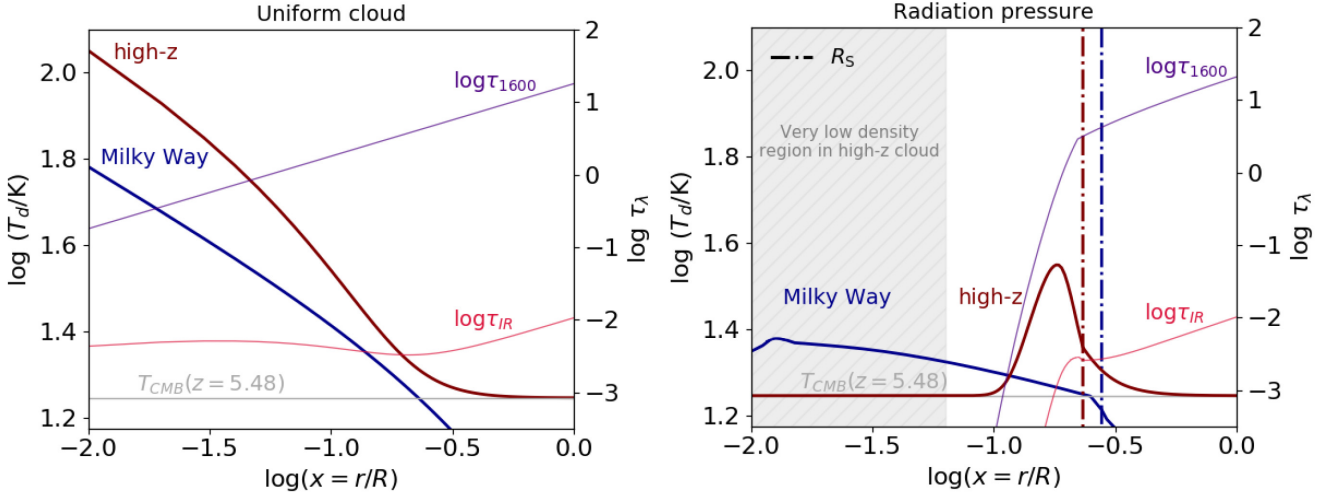 Uniform cloud
high-z
Milky Way
logτ1600
logτIR
TCMB(z = 5.48)
log (Td/K)
2.0
1.8
1.6
1.4
1.2
2
1
0
−1
−2
−3
log τλ
−2.0
−1.5
−1.0
−0.5
0.0
log(x = r/R)
Radiation pressure
RS
logτ1600
Very low density
region in high-z cloud
Milky Way
high-z
logτIR
TCMB(z = 5.48)
log (Td/K)
2.0
1.8
1.6
1.4
1.2
2
1
0
−1
−2
−3
log τλ
−2.0
−1.5
−1.0
−0.5
0.0
log(x = r/R)